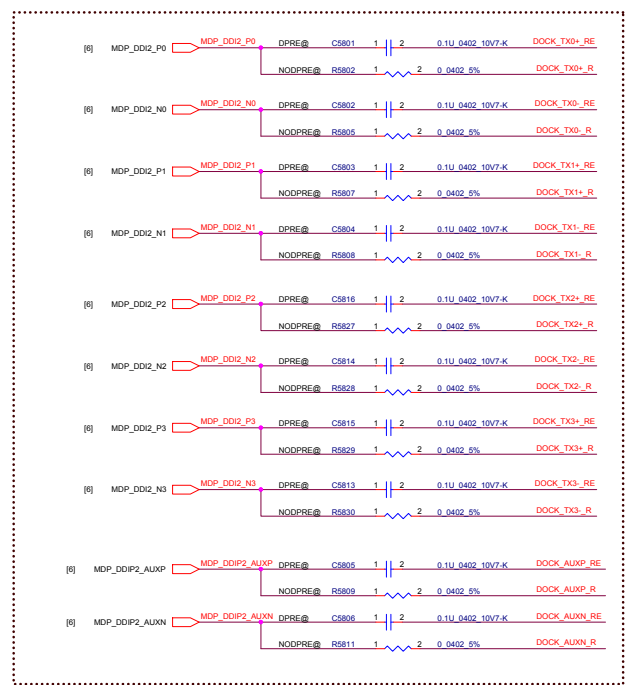 MDP_DDI2_P0 DPRE@ C5801 1 2 0.1U_0402_10V7-K DOCK_TX0+_RE
[6] MDP_DDI2_P0
NODPRE@ R5802 1 2 0_0402_5% DOCK_TX0+_R
MDP_DDI2_N0 DPRE@ C5802 1 2 0.1U_0402_10V7-K DOCK_TX0-_RE
[6] MDP_DDI2_N0
NODPRE@ R5805 1 2 0_0402_5% DOCK_TX0-_R
MDP_DDI2_P1 DPRE@ C5803 1 2 0.1U_0402_10V7-K DOCK_TX1+_RE
[6] MDP_DDI2_P1
NODPRE@ R5807 1 2 0_0402_5% DOCK_TX1+_R
MDP_DDI2_N1 DPRE@ C5804 1 2 0.1U_0402_10V7-K DOCK_TX1-_RE
[6] MDP_DDI2_N1
NODPRE@ R5808 1 2 0_0402_5% DOCK_TX1-_R
MDP_DDI2_P2 DPRE@ C5816 1 2 0.1U_0402_10V7-K DOCK_TX2+_RE
[6] MDP_DDI2_P2
NODPRE@ R5827 1 2 0_0402_5% DOCK_TX2+_R
MDP_DDI2_N2 DPRE@ C5814 1 2 0.1U_0402_10V7-K DOCK_TX2-_RE
[6] MDP_DDI2_N2
NODPRE@ R5828 1 2 0_0402_5% DOCK_TX2-_R
MDP_DDI2_P3 DPRE@ C5815 1 2 0.1U_0402_10V7-K DOCK_TX3+_RE
[6] MDP_DDI2_P3
NODPRE@ R5829 1 2 0_0402_5% DOCK_TX3+_R
MDP_DDI2_N3 DPRE@ C5813 1 2 0.1U_0402_10V7-K DOCK_TX3-_RE
[6] MDP_DDI2_N3
NODPRE@ R5830 1 2 0_0402_5% DOCK_TX3-_R
MDP_DDIP2_AUXP DPRE@ C5805 1 2 0.1U_0402_10V7-K DOCK_AUXP_RE
[6] MDP_DDIP2_AUXP
NODPRE@ R5809 1 2 0_0402_5% DOCK_AUXP_R
MDP_DDIP2_AUXN DPRE@ C5806 1 2 0.1U_0402_10V7-K DOCK_AUXN_RE
[6] MDP_DDIP2_AUXN
NODPRE@ R5811 1 2 0_0402_5% DOCK_AUXN_R